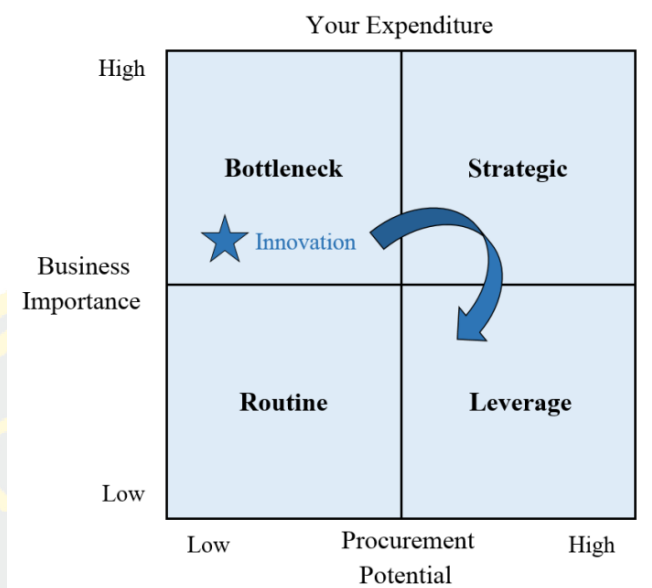 Your Expenditure
High
Bottleneck
Strategic
Innovation
Business
Importance
Routine
Leverage
Low
Low
Procurement
Potential
High